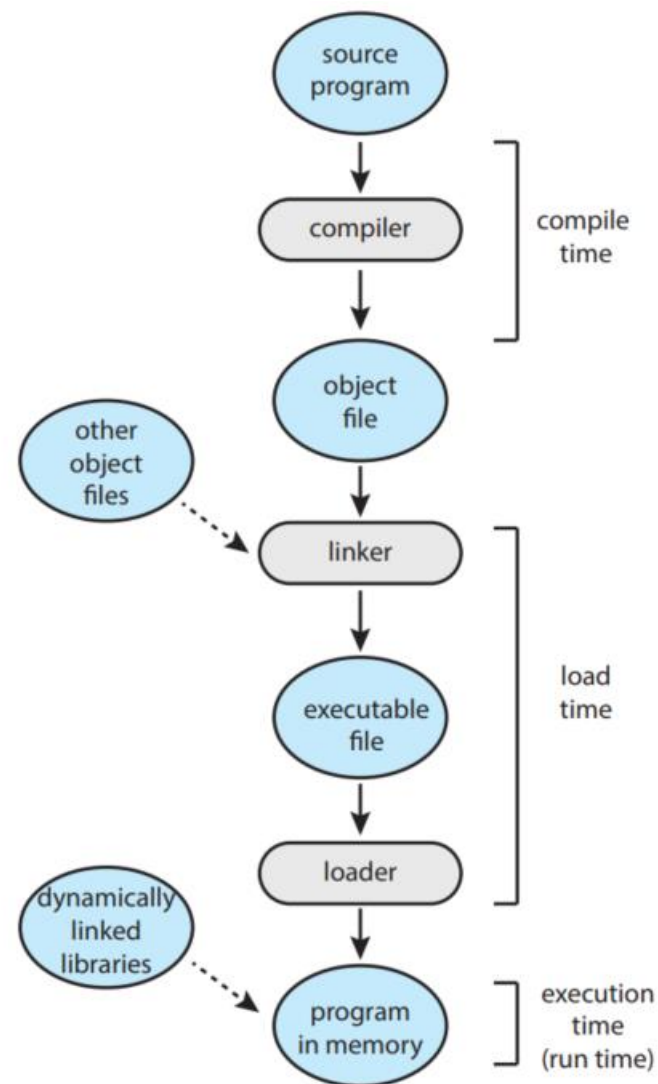 source
program
compiler
compile
time
object
file
other
object
files
linker
load
time
executable
file
loader
dynamically
linked
libraries
program
in memory
execution
time
(run time)